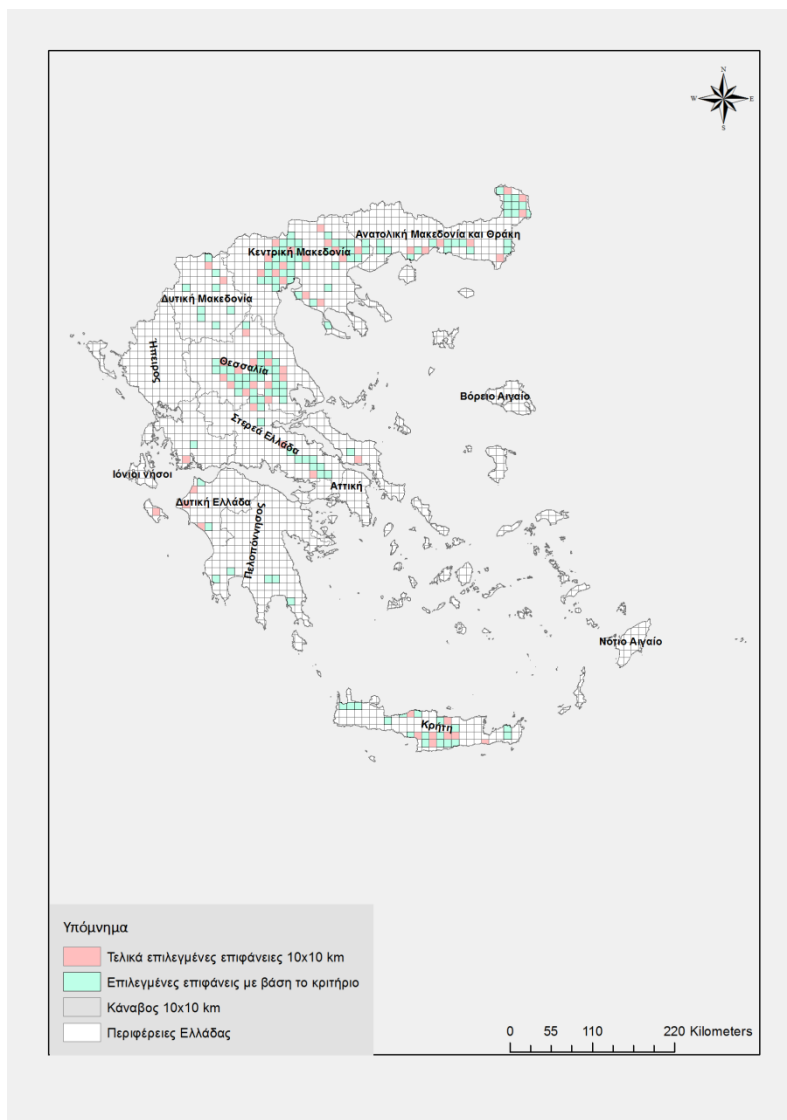 N
W E
S
Ανατολική Μακεδονία και Θράκη
Κεντρική Μακεδονία
Δυτική Μακεδονία
Ήπειρος
Θεσσαλία
Βόρειο Αιγαίο
Στερεά Ελλάδα
Ιόνιοι νήσοι
Αττική
Δυτική Ελλάδα
Πελοπόννησος
Νότιο Αιγαίο
Κρήτη
Υπόμνημα
Τελικά επιλεγμένες επιφάνειες 10x10 km
Επιλεγμένες επιφάνεις με βάση το κριτήριο
Κάναβος 10x10 km
Περιφέρειες Ελλάδας
0 55 110 220 Kilometers